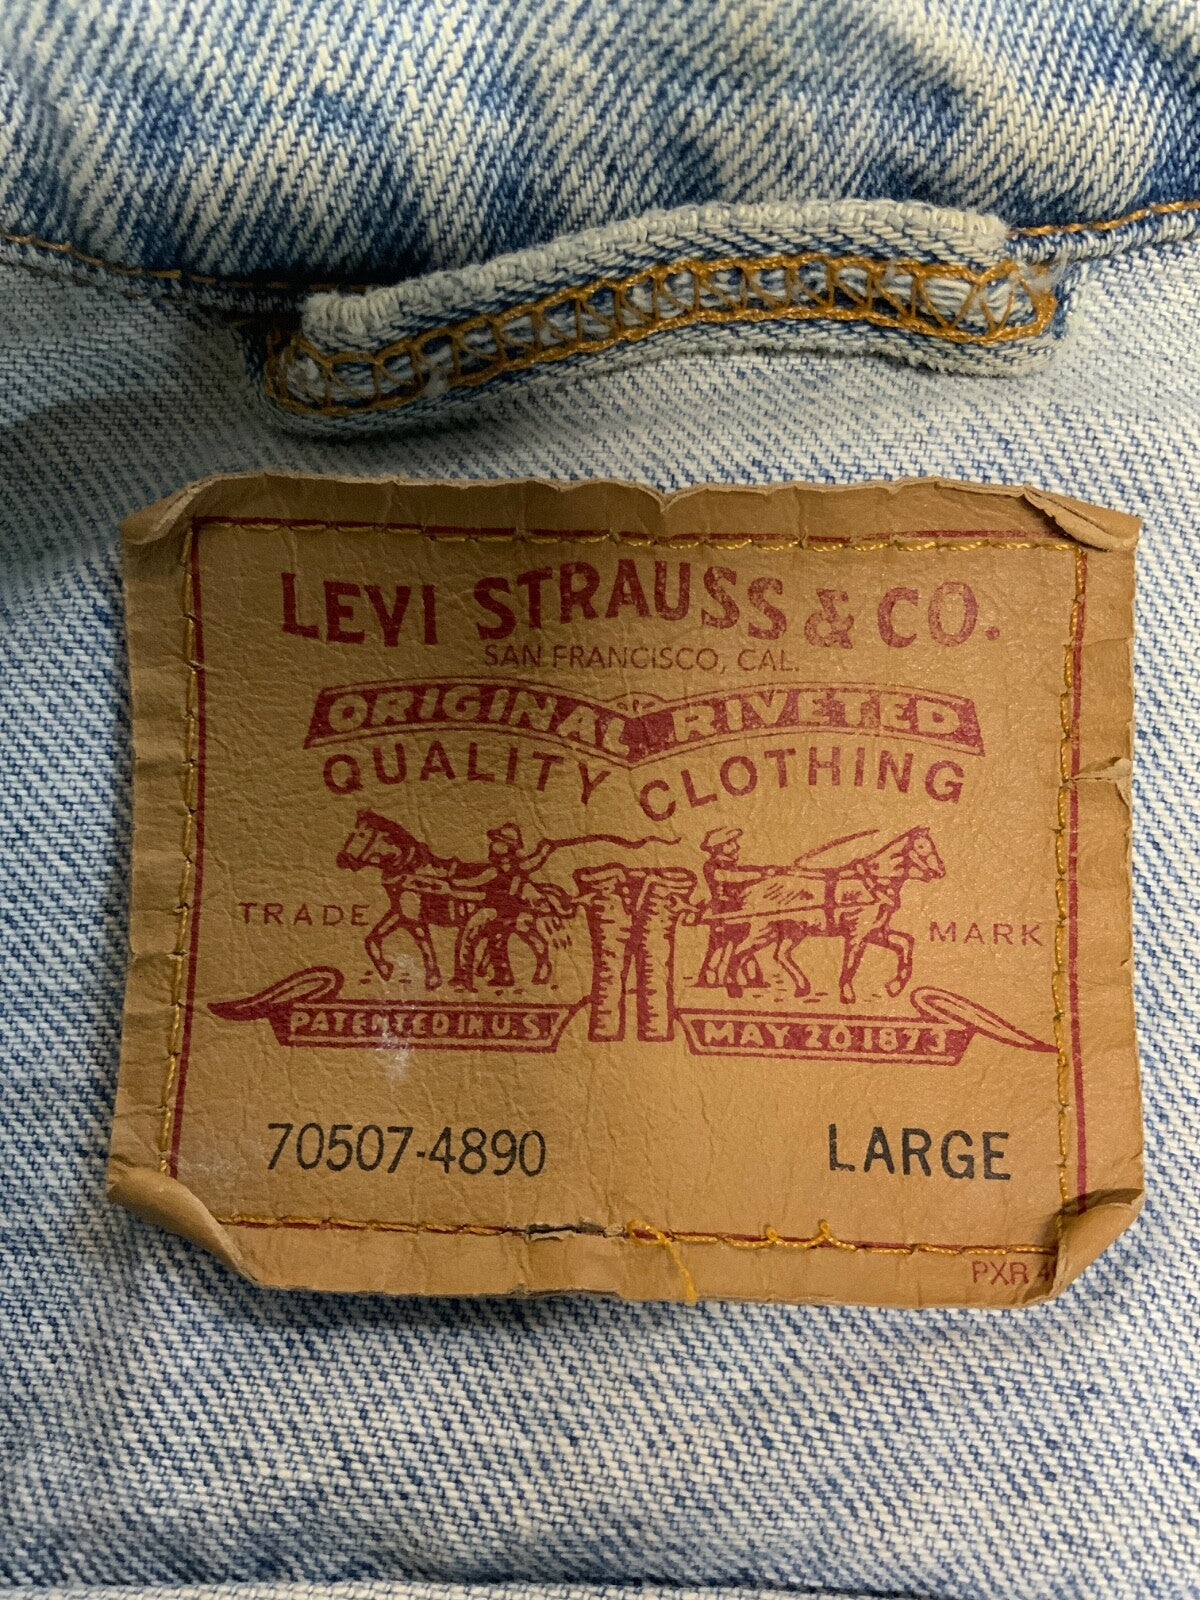 LEVI STRAUSS & CO.
SAN FRANCISCO, CAL.
ORIGINAL RIVETED
QUALITY CLOTHING
TRADE MARK
PATENTED IN U.S. MAY 20 1873
70507-4890 LARGE
PXR